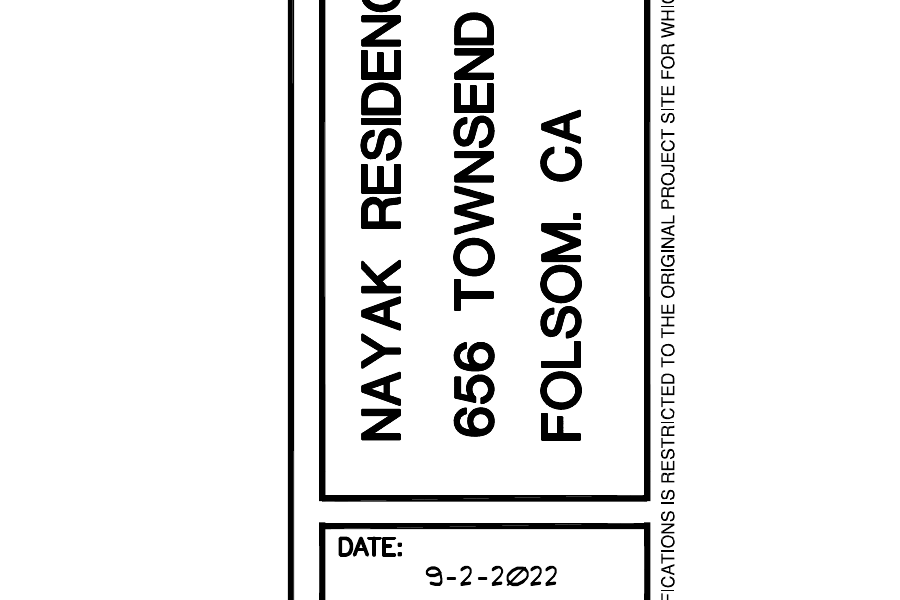 NAYAK RESIDENC
656 TOWNSEND
FOLSOM. CA
FICATIONS IS RESTRICTED TO THE ORIGINAL PROJECT SITE FOR WHIC
DATE:
9-2-2022